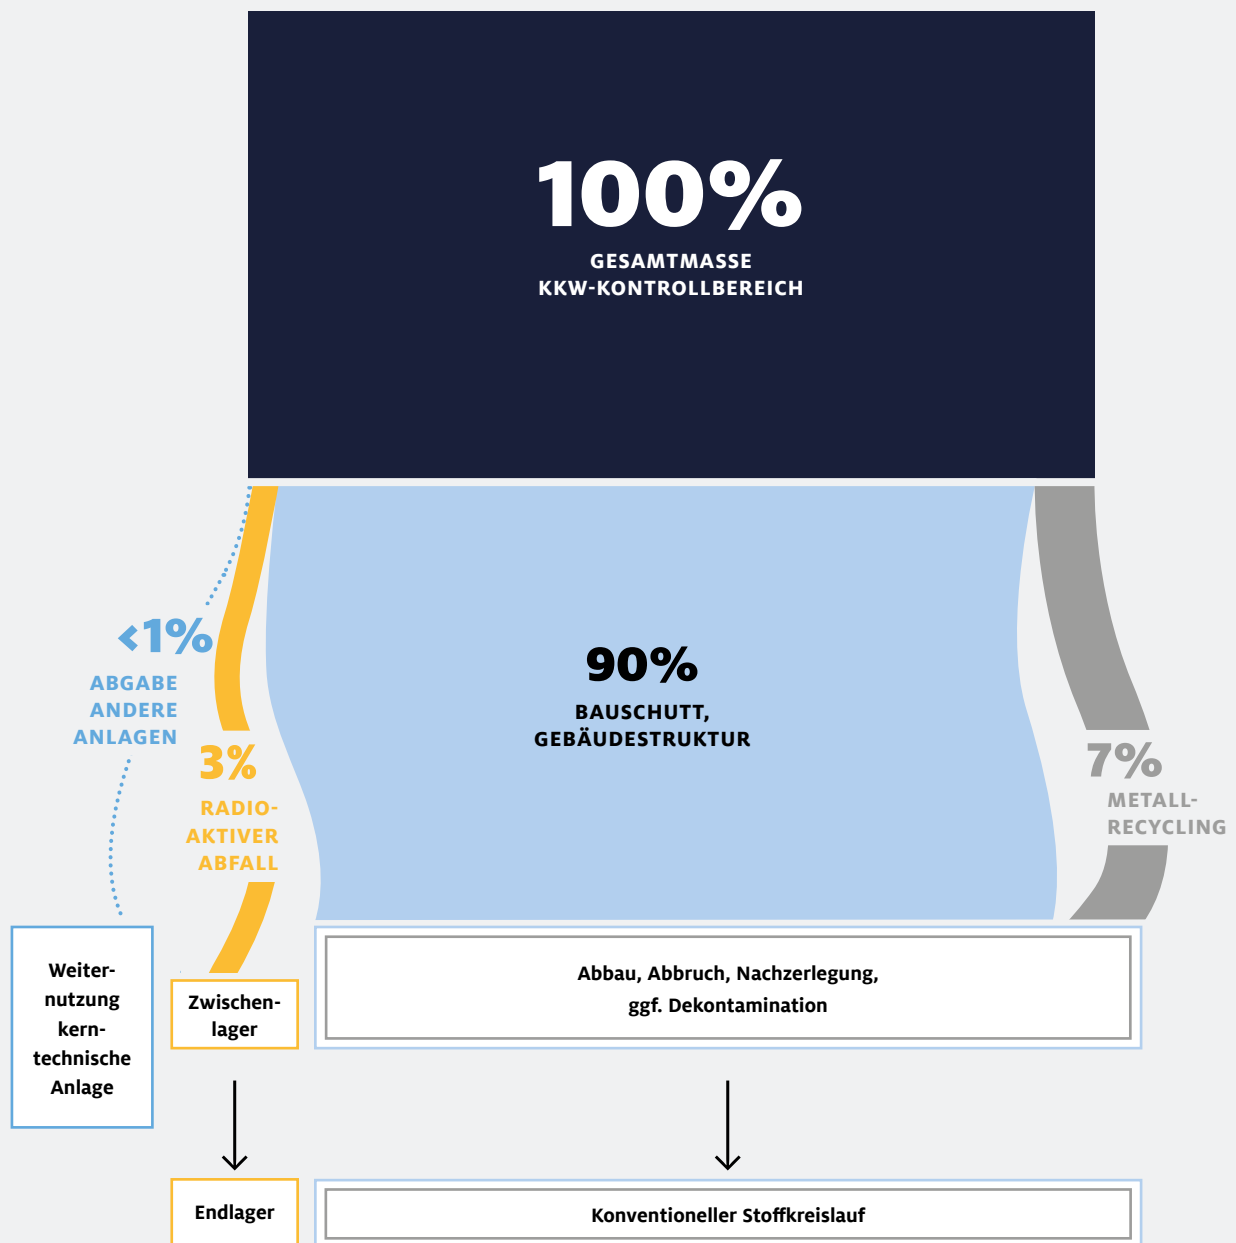 100%
GESAMTMASSE
KKW-KONTROLLBEREICH
<1%
ABGABE
ANDERE
ANLAGEN
3%
RADIO-
AKTIVER
ABFALL
90%
BAUSCHUTT,
GEBÄUDESTRUKTUR
7%
METALL-
RECYCLING
Weiter-
nutzung
kern-
technische
Anlage
Zwischen-
lager
Abbau, Abbruch, Nachzerlegung,
ggf. Dekontamination
Endlager
Konventioneller Stoffkreislauf